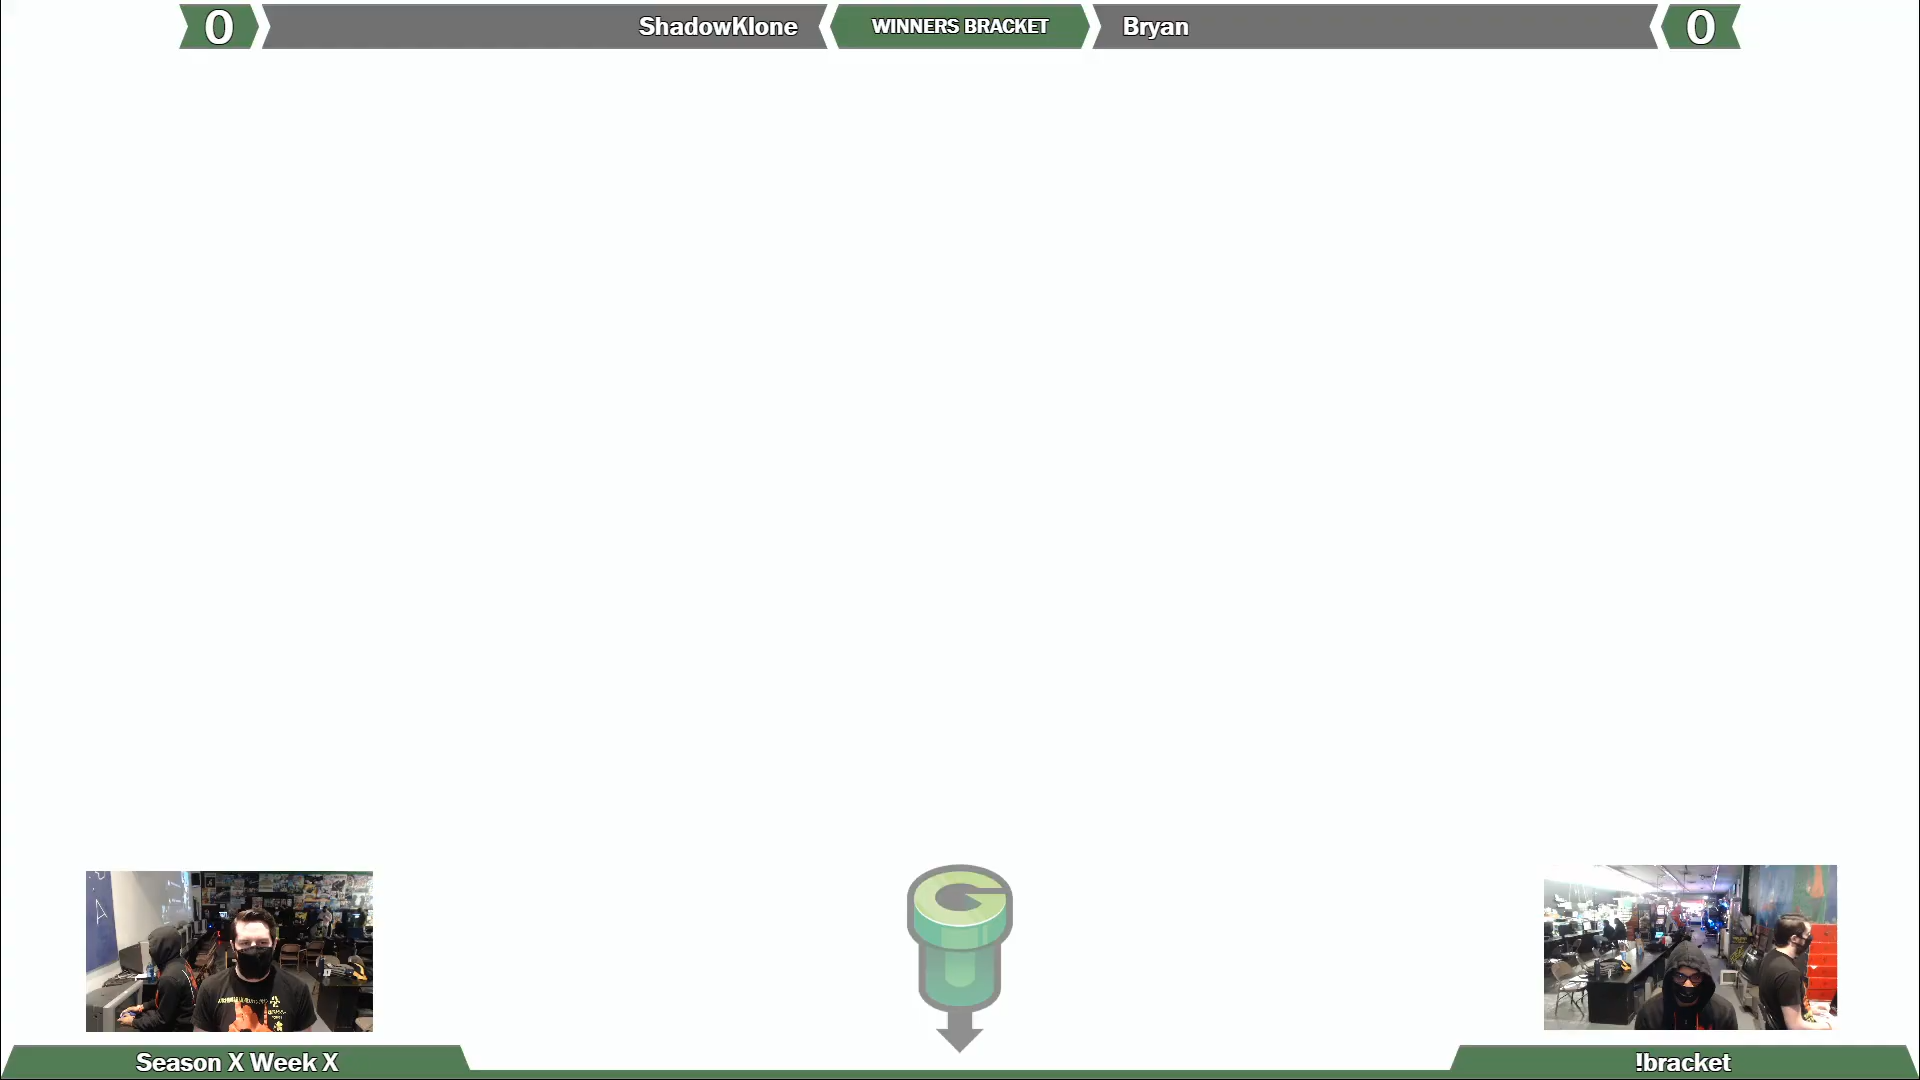 0 ShadowKlone WINNERS BRACKET Bryan 0
Season X Week X
!bracket